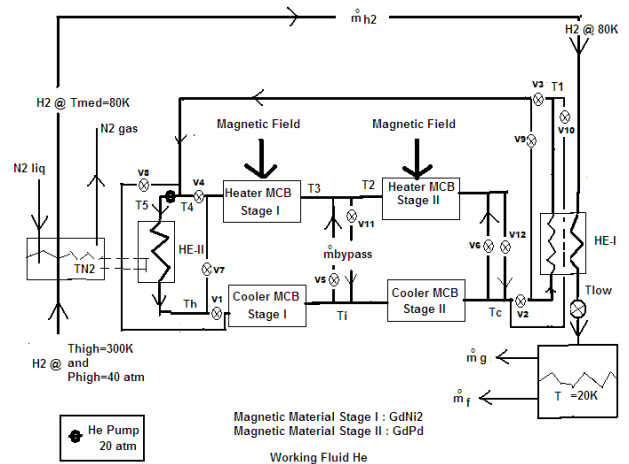 ṁh2
H2 @ 80K
H2 @ Tmed=80K
N2 gas
N2 liq
Magnetic Field
Magnetic Field
V3
T1
V10
V9
V8
V4
T5
T4
Heater MCB
Stage I
T3
T2
Heater MCB
Stage II
V11
V6
V12
HE-II
V7
ṁbypass
V5
HE-I
TN2
Th
V1
Cooler MCB
Stage I
Ti
Cooler MCB
Stage II
Tc
V2
Tlow
Thigh=300K
H2 @ and
Phigh=40 atm
ṁg
ṁf
T =20K
He Pump
20 atm
Magnetic Material Stage I : GdNi2
Magnetic Material Stage II : GdPd
Working Fluid He